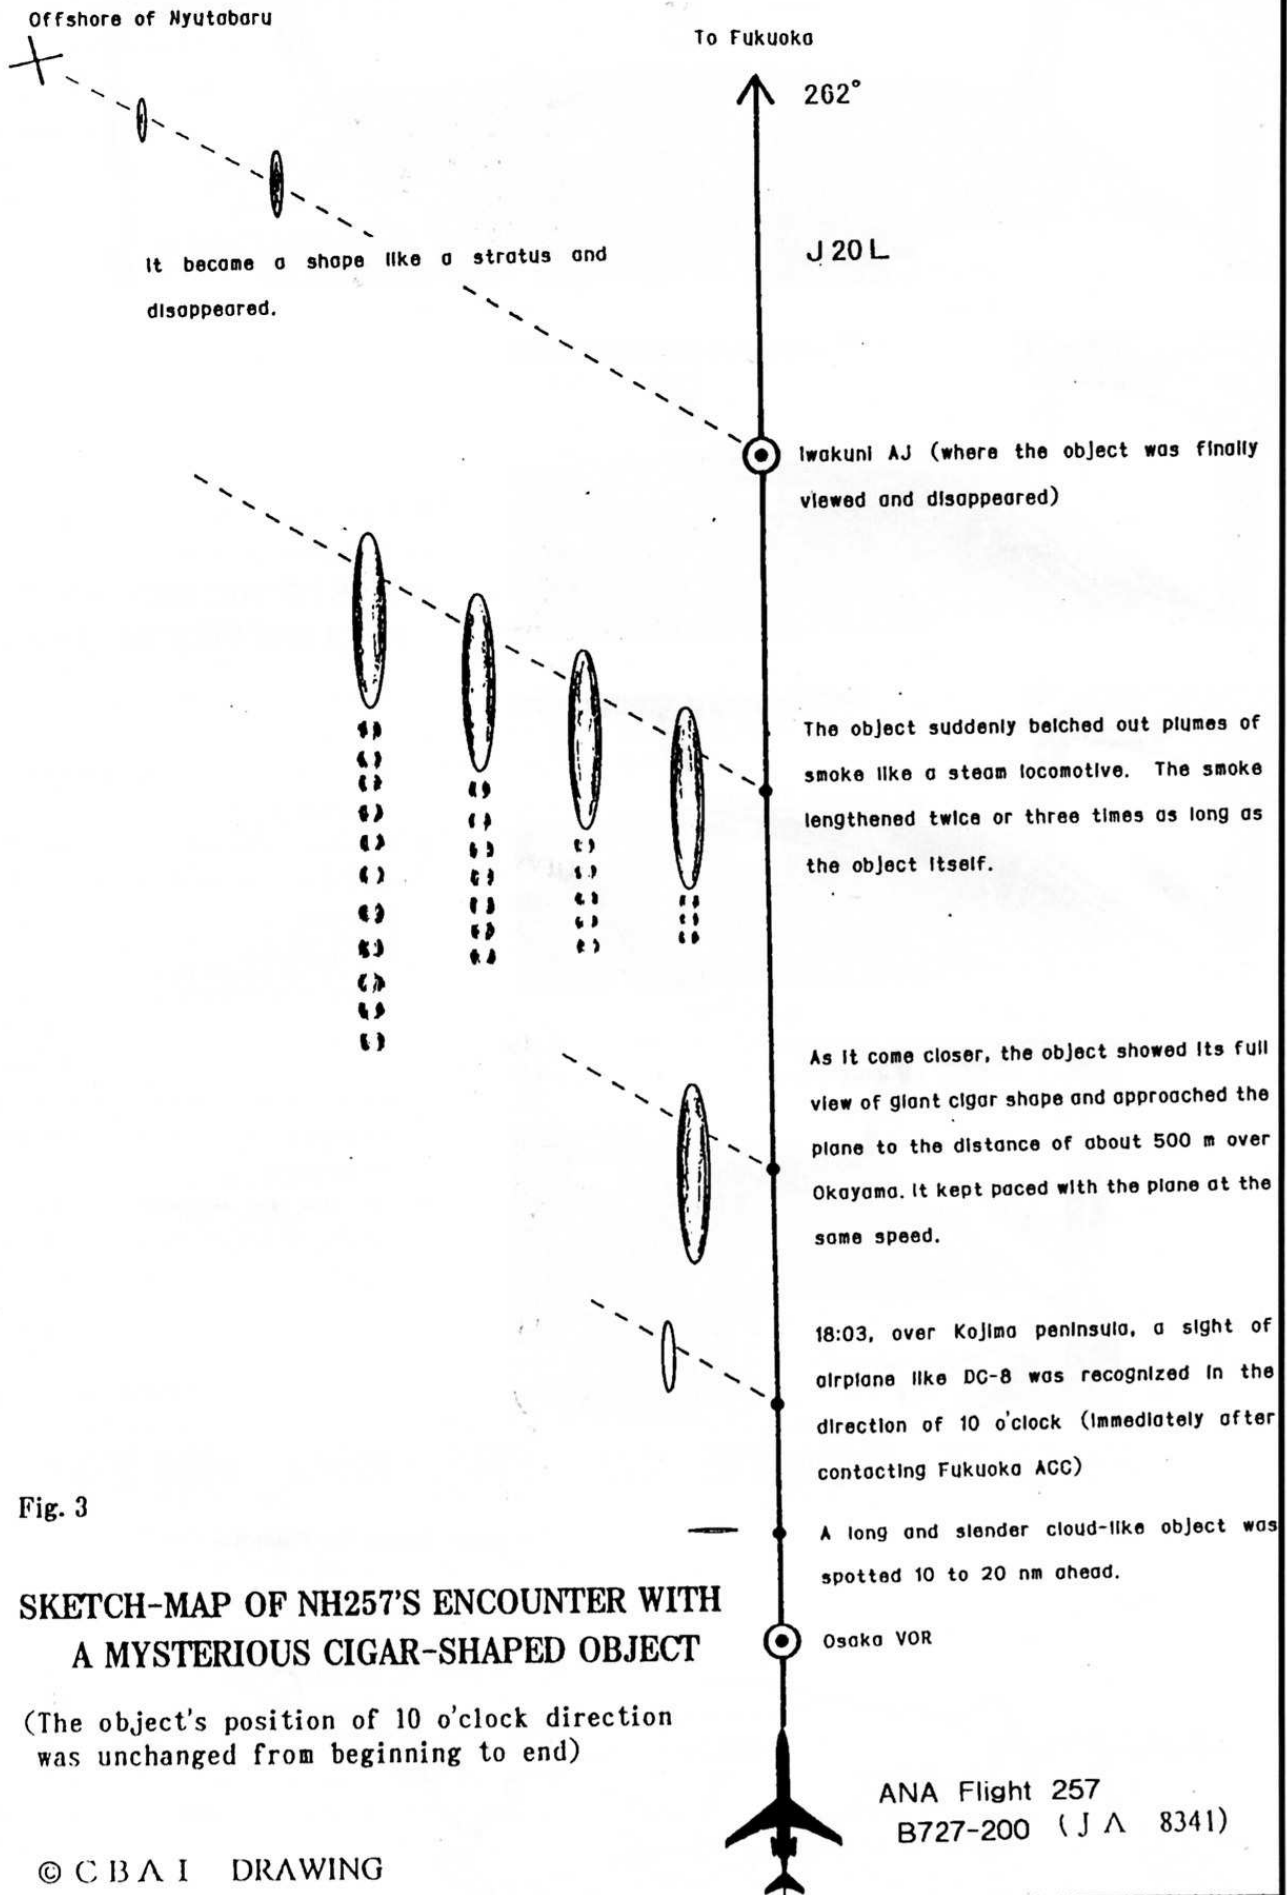 Offshore of Nyutabaru
To Fukuoka
262°
J 20 L
It became a shape like a stratus and
disappeared.
Iwakuni AJ (where the object was finally
viewed and disappeared)
The object suddenly belched out plumes of
smoke like a steam locomotive. The smoke
lengthened twice or three times as long as
the object itself.
As it come closer, the object showed its full
view of giant cigar shape and approached the
plane to the distance of about 500 m over
Okayama. It kept paced with the plane at the
same speed.
18:03, over Kojima peninsula, a sight of
airplane like DC-8 was recognized in the
direction of 10 o'clock (immediately after
contacting Fukuoka ACC)
A long and slender cloud-like object was
spotted 10 to 20 nm ahead.
Osaka VOR
Fig. 3
SKETCH-MAP OF NH257'S ENCOUNTER WITH
A MYSTERIOUS CIGAR-SHAPED OBJECT
(The object's position of 10 o'clock direction
was unchanged from beginning to end)
ANA Flight 257
B727-200 (JA 8341)
© CBAI DRAWING